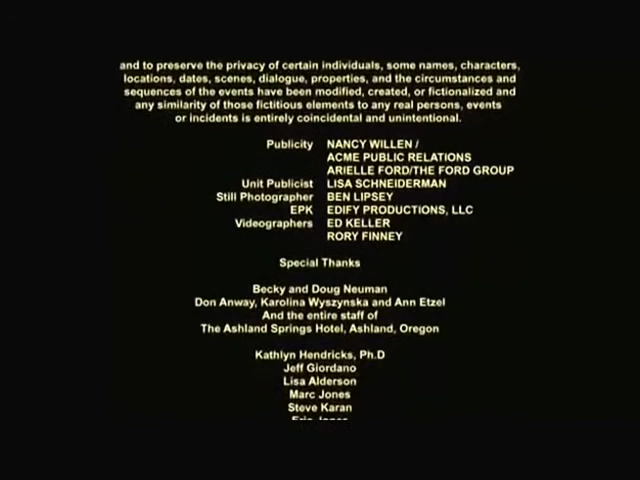 and to preserve the privacy of certain individuals, some names, characters,
locations, dates, scenes, dialogue, properties, and the circumstances and
sequences of the events have been modified, created, or fictionalized and
any similarity of those fictitious elements to any real persons, events
or incidents is entirely coincidental and unintentional.
Publicity NANCY WILLEN /
ACME PUBLIC RELATIONS
ARIELLE FORD/THE FORD GROUP
Unit Publicist LISA SCHNEIDERMAN
Still Photographer BEN LIPSEY
EPK EDIFY PRODUCTIONS, LLC
Videographers ED KELLER
RORY FINNEY
Special Thanks
Becky and Doug Neuman
Don Anway, Karolina Wyszynska and Ann Etzel
And the entire staff of
The Ashland Springs Hotel, Ashland, Oregon
Kathlyn Hendricks, Ph.D
Jeff Giordano
Lisa Alderson
Marc Jones
Steve Karan